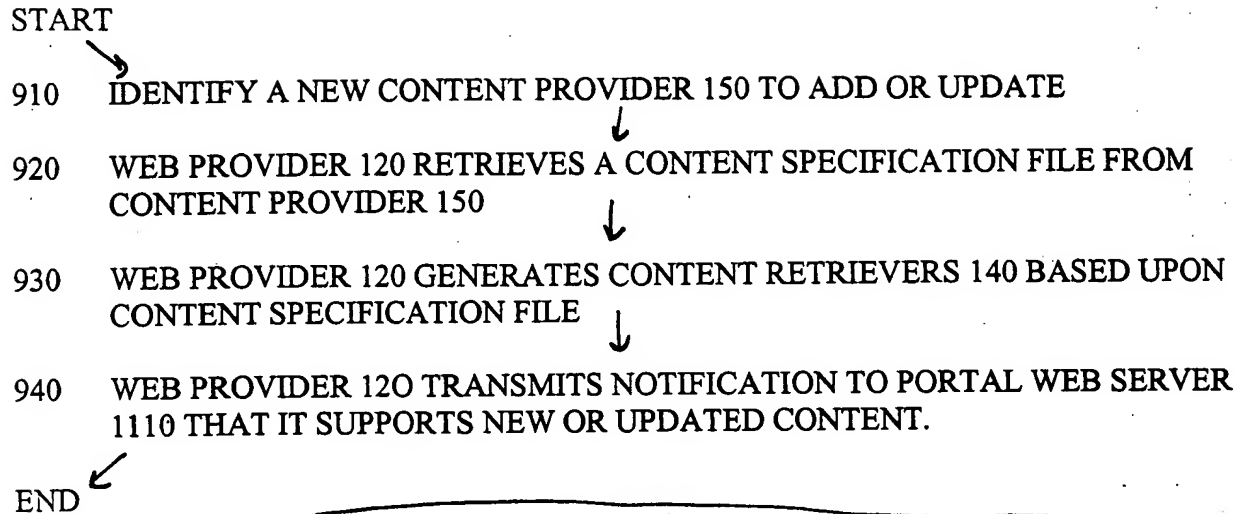 START
910 IDENTIFY A NEW CONTENT PROVIDER 150 TO ADD OR UPDATE
920 WEB PROVIDER 120 RETRIEVES A CONTENT SPECIFICATION FILE FROM
CONTENT PROVIDER 150
930 WEB PROVIDER 120 GENERATES CONTENT RETRIEVERS 140 BASED UPON
CONTENT SPECIFICATION FILE
940 WEB PROVIDER 12O TRANSMITS NOTIFICATION TO PORTAL WEB SERVER
1110 THAT IT SUPPORTS NEW OR UPDATED CONTENT.
END